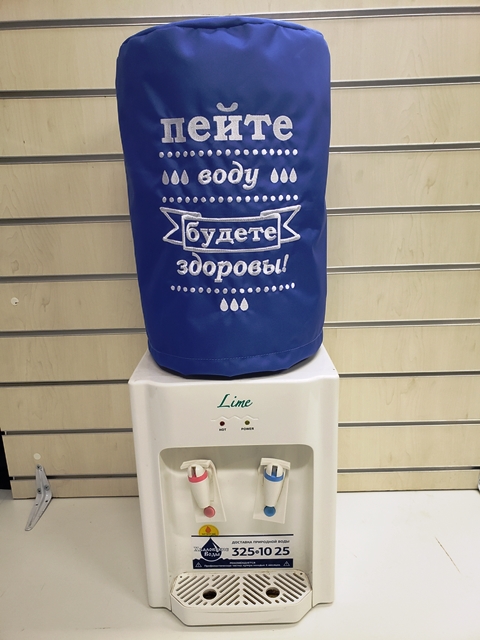 пейте
воду
будете
здоровы!
Lime
HOT POWER
ДОСТАВКА ПРИРОДНОЙ ВОДЫ
325•10 25